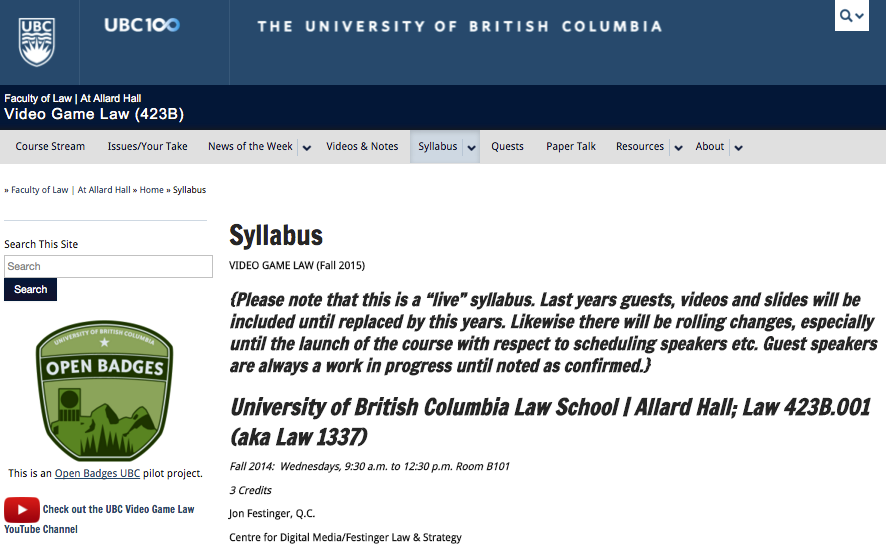 UBC
UBC100
THE UNIVERSITY OF BRITISH COLUMBIA
Faculty of Law | At Allard Hall
Video Game Law (423B)
Course Stream Issues/Your Take News of the Week Videos & Notes Syllabus Quests Paper Talk Resources About
» Faculty of Law | At Allard Hall » Home » Syllabus
Search This Site
Search
Search
UNIVERSITY OF BRITISH COLUMBIA
OPEN BADGES
This is an Open Badges UBC pilot project.
Check out the UBC Video Game Law
YouTube Channel
Syllabus
VIDEO GAME LAW (Fall 2015)
{Please note that this is a “live” syllabus. Last years guests, videos and slides will be
included until replaced by this years. Likewise there will be rolling changes, especially
until the launch of the course with respect to scheduling speakers etc. Guest speakers
are always a work in progress until noted as confirmed.}
University of British Columbia Law School | Allard Hall; Law 423B.001
(aka Law 1337)
Fall 2014: Wednesdays, 9:30 a.m. to 12:30 p.m. Room B101
3 Credits
Jon Festinger, Q.C.
Centre for Digital Media/Festinger Law & Strategy